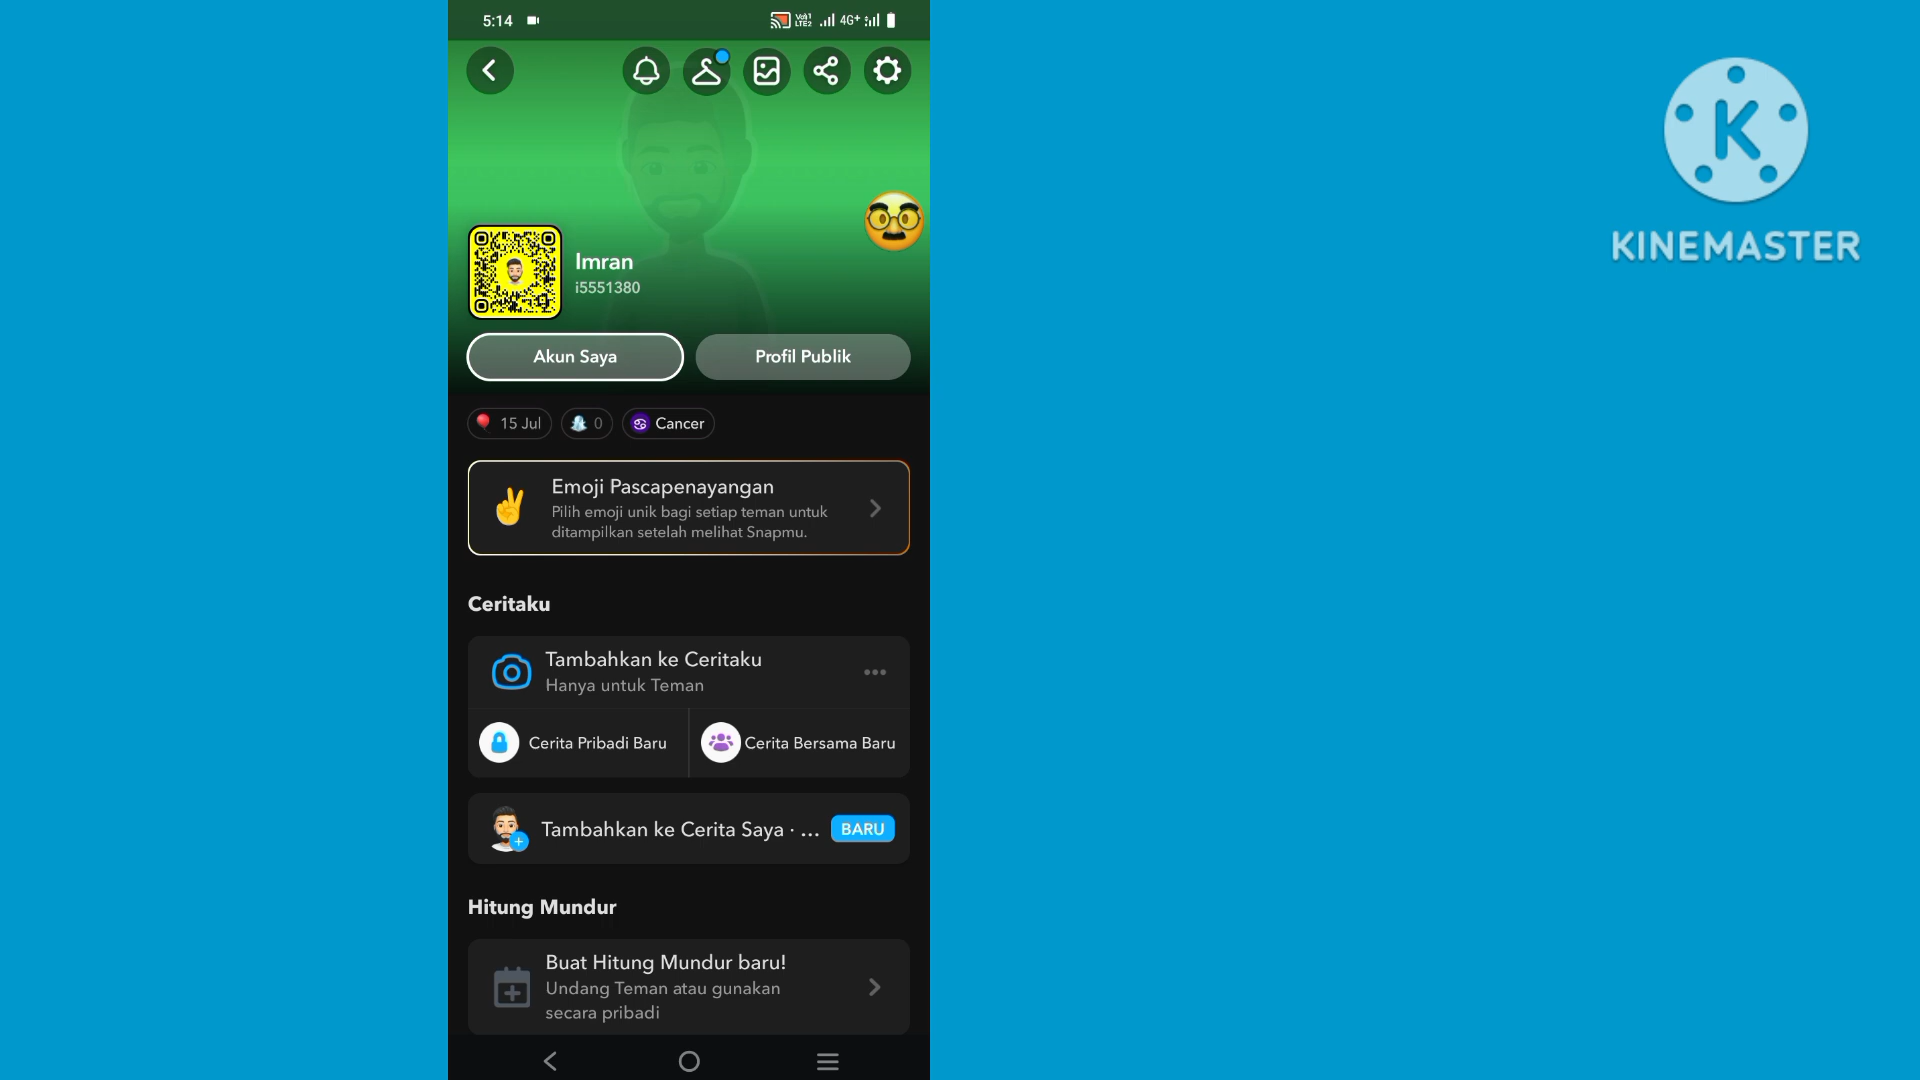 5:14
Vo1)
LTE2
4G+
Imran
i5551380
Akun Saya
Profil Publik
15 Jul
0
Cancer
Emoji Pascapenayangan
Pilih emoji unik bagi setiap teman untuk
ditampilkan setelah melihat Snapmu.
Ceritaku
Tambahkan ke Ceritaku
Hanya untuk Teman
Cerita Pribadi Baru
Cerita Bersama Baru
Tambahkan ke Cerita Saya · ...
BARU
Hitung Mundur
Buat Hitung Mundur baru!
Undang Teman atau gunakan
secara pribadi
K
KINEMASTER